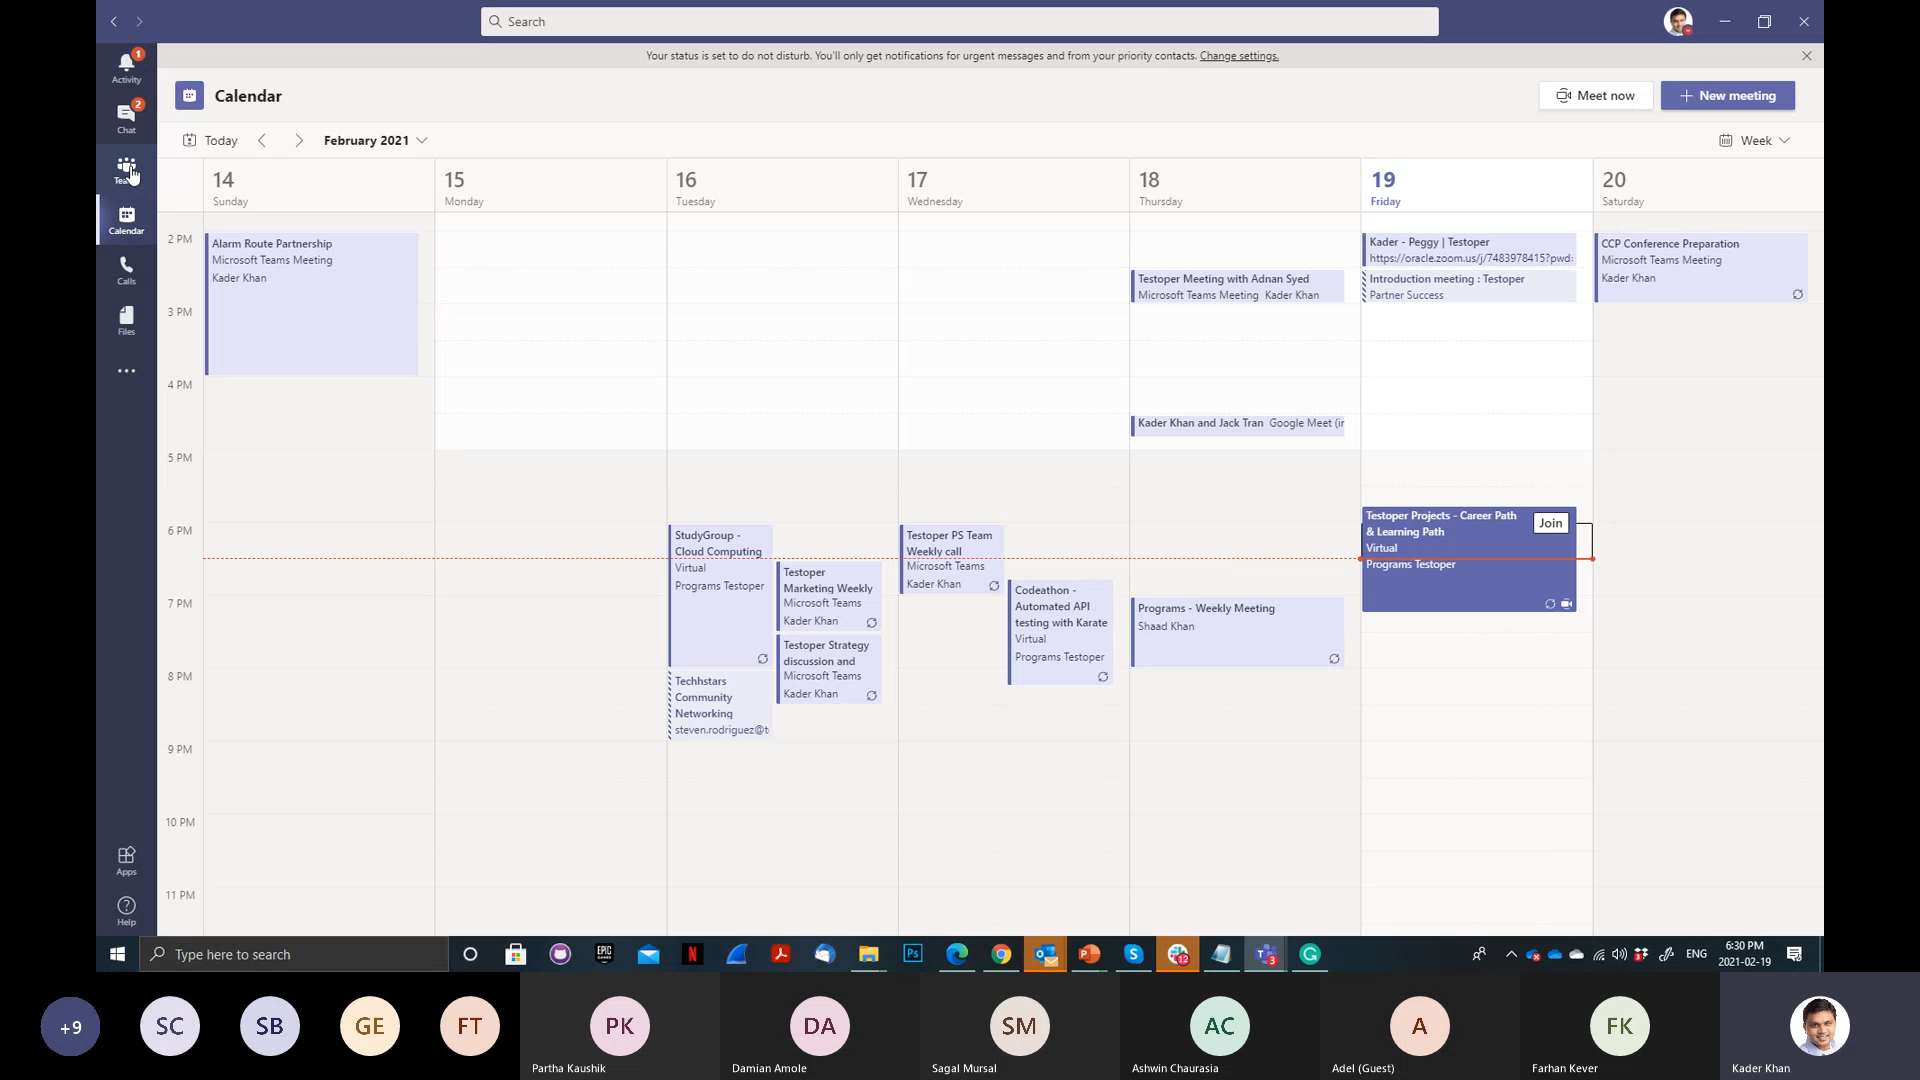 Search
Your status is set to do not disturb. You'll only get notifications for urgent messages and from your priority contacts. Change settings.
1
Activity
2
Chat
Calendar
Calls
Files
Apps
Help
Calendar
Meet now
New meeting
Today
February 2021
Week
14
Sunday
15
Monday
16
Tuesday
17
Wednesday
18
Thursday
19
Friday
20
Saturday
2 PM
3 PM
4 PM
5 PM
6 PM
7 PM
8 PM
9 PM
10 PM
11 PM
Alarm Route Partnership
Microsoft Teams Meeting
Kader Khan
StudyGroup -
Cloud Computing
Virtual
Programs Testoper
Testoper
Marketing Weekly
Microsoft Teams
Kader Khan
Testoper Strategy
discussion and
Microsoft Teams
Kader Khan
Techhstars
Community
Networking
steven.rodriguez@t
Testoper PS Team
Weekly call
Microsoft Teams
Kader Khan
Codeathon -
Automated API
testing with Karate
Virtual
Programs Testoper
Testoper Meeting with Adnan Syed
Microsoft Teams Meeting Kader Khan
Kader Khan and Jack Tran Google Meet (ir
Programs - Weekly Meeting
Shaad Khan
Kader - Peggy | Testoper
https://oracle.zoom.us/j/7483978415?pwd=
Introduction meeting : Testoper
Partner Success
Testoper Projects - Career Path
& Learning Path
Join
Virtual
Programs Testoper
CCP Conference Preparation
Microsoft Teams Meeting
Kader Khan
Type here to search
EPIC
N
Ps
12
3
ENG
6:30 PM
2021-02-19
+9
SC
SB
GE
FT
PK
Partha Kaushik
DA
Damian Amole
SM
Sagal Mursal
AC
Ashwin Chaurasia
A
Adel (Guest)
FK
Farhan Kever
Kader Khan